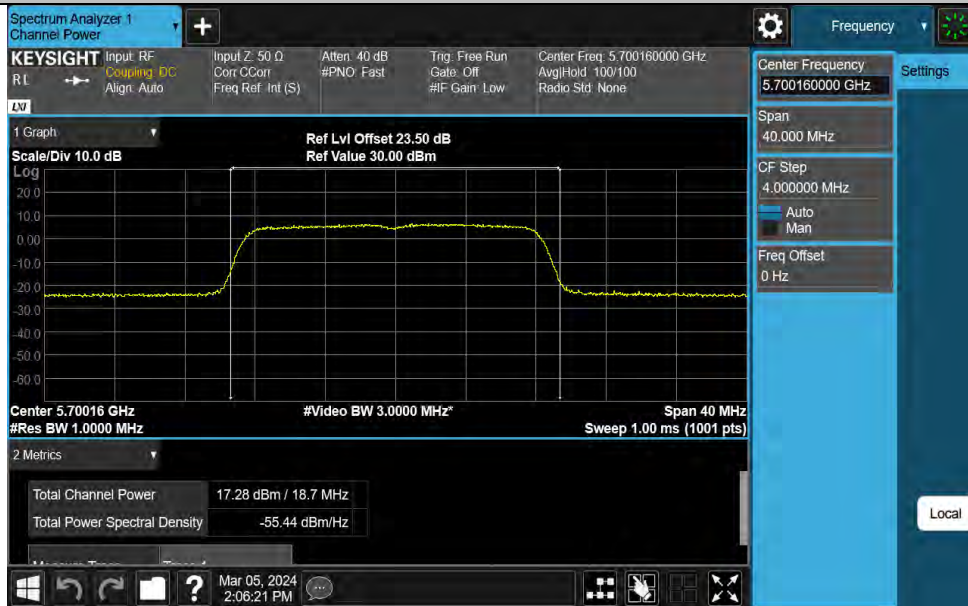 Spectrum Analyzer 1
Channel Power
+
Frequency
KEYSIGHT
RL
LXI
Input: RF
Coupling: DC
Align: Auto
Input Z: 50 Ω
Corr CCorr
Freq Ref: Int (S)
Atten: 40 dB
#PNO: Fast
Trig: Free Run
Gate: Off
#IF Gain: Low
Center Freq: 5.700160000 GHz
Avg|Hold: 100/100
Radio Std: None
Center Frequency
5.700160000 GHz
Settings
Span
40.000 MHz
CF Step
4.000000 MHz
Auto
Man
Freq Offset
0 Hz
Local
1 Graph
Scale/Div 10.0 dB
Ref Lvl Offset 23.50 dB
Ref Value 30.00 dBm
Log
20.0
10.0
0.00
-10.0
-20.0
-30.0
-40.0
-50.0
-60.0
Center 5.70016 GHz
#Video BW 3.0000 MHz*
Span 40 MHz
#Res BW 1.0000 MHz
Sweep 1.00 ms (1001 pts)
2 Metrics
Total Channel Power 17.28 dBm / 18.7 MHz
Total Power Spectral Density -55.44 dBm/Hz
?
Mar 05, 2024
2:06:21 PM